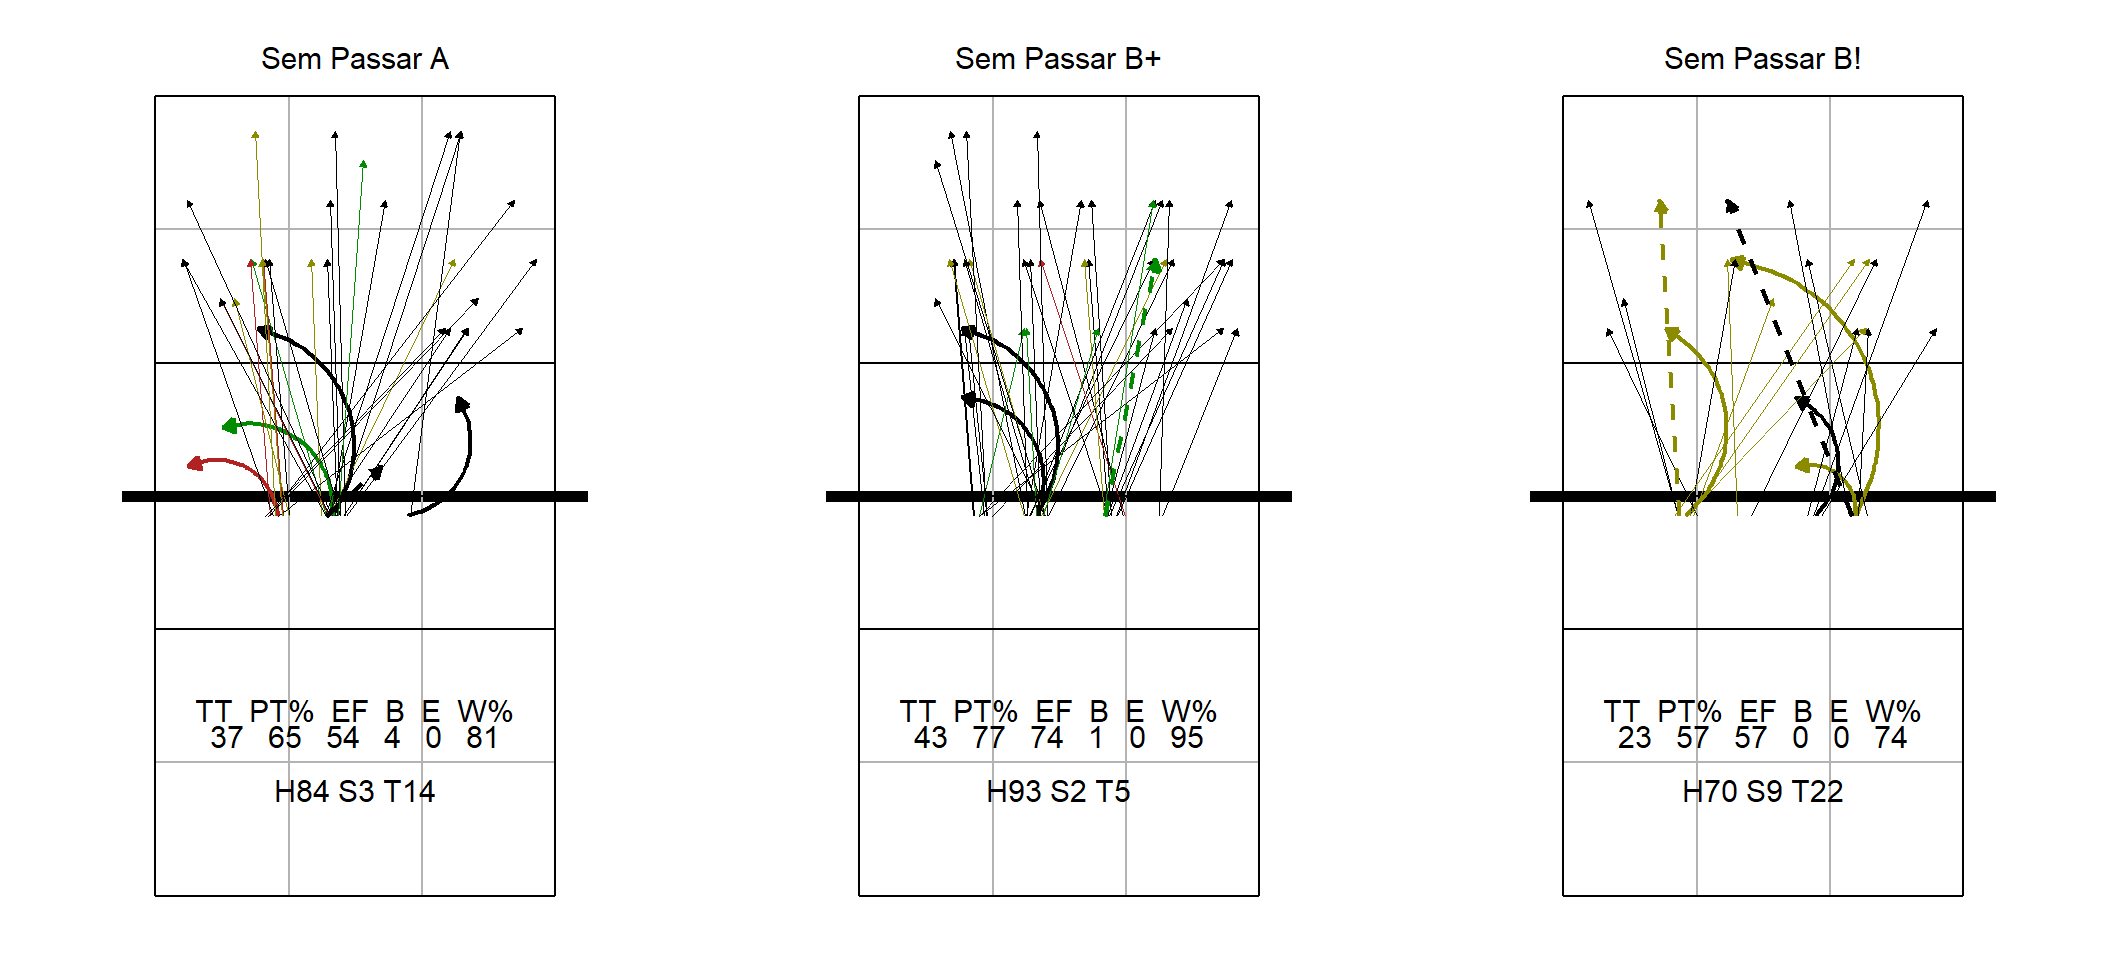 Sem Passar A
TT PT% EF B E W%
37 65 54 4 0 81
H84 S3 T14
Sem Passar B+
TT PT% EF B E W%
43 77 74 1 0 95
H93 S2 T5
Sem Passar B!
TT PT% EF B E W%
23 57 57 0 0 74
H70 S9 T22